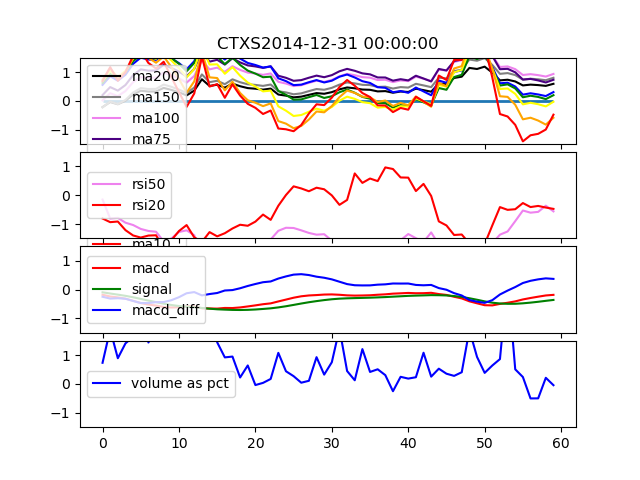 CTXS2014-12-31 00:00:00
1
0
−1
ma200
ma150
ma100
ma75
1
0
−1
rsi50
rsi20
ma10
1
0
−1
macd
signal
macd_diff
1
0
−1
volume as pct
0 10 20 30 40 50 60